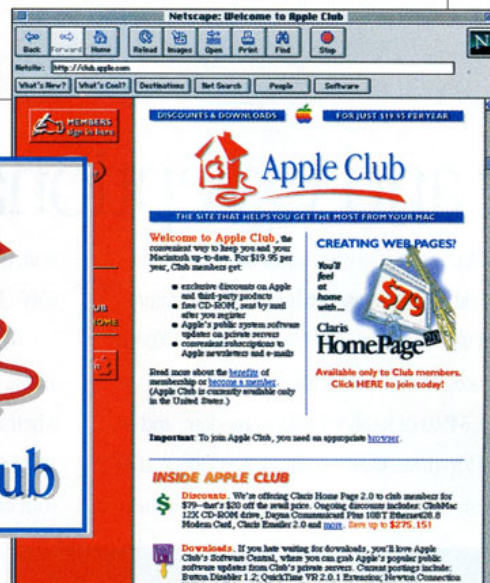 Netscape: Welcome to Apple Club
Back Forward Home Reload Images Open Print Find Stop
N
Netsite: http://club.apple.com
What's New? What's Cool? Destinations Net Search People Software
MEMBERS
sign in here
UB
HOME
ub
DISCOUNTS & DOWNLOADS FOR JUST $19.95 PER YEAR
Apple Club
THE SITE THAT HELPS YOU GET THE MOST FROM YOUR MAC
Welcome to Apple Club, the
convenient way to keep you and your
Macintosh up-to-date. For $19.95 per
year, Club members get:
exclusive discounts on Apple
and third-party products
free CD-ROM, sent by mail
after you register
Apple's public system software
updates on private servers
convenient subscriptions to
Apple newsletters and e-mails
Read more about the benefits of
membership or become a member.
(Apple Club is currently available only
in the United States.)
CREATING WEB PAGES?
You'll
feel
at
home
with...
$79
Claris
HomePage 2.0
Available only to Club members.
Click HERE to join today!
Important: To join Apple Club, you need an appropriate browser.
INSIDE APPLE CLUB
$ Discounts. We're offering Claris Home Page 2.0 to club members for
$79—that's $20 off the retail price. Ongoing discounts includes: ClubMac
12X CD-ROM drive, Dayna Communicard Plus 10BT Ethernet28.8
Modem Card, Claris Emailer 2.0 and more. Save up to $275.15!
Downloads. If you hate waiting for downloads, you'll love Apple
Club's Software Central, where you can grab Apple's popular public
software updates from Club's private servers. Current postings include:
Button Disabler 1.2; QuickTime VR 2.0.1 Extension; Newton Connection